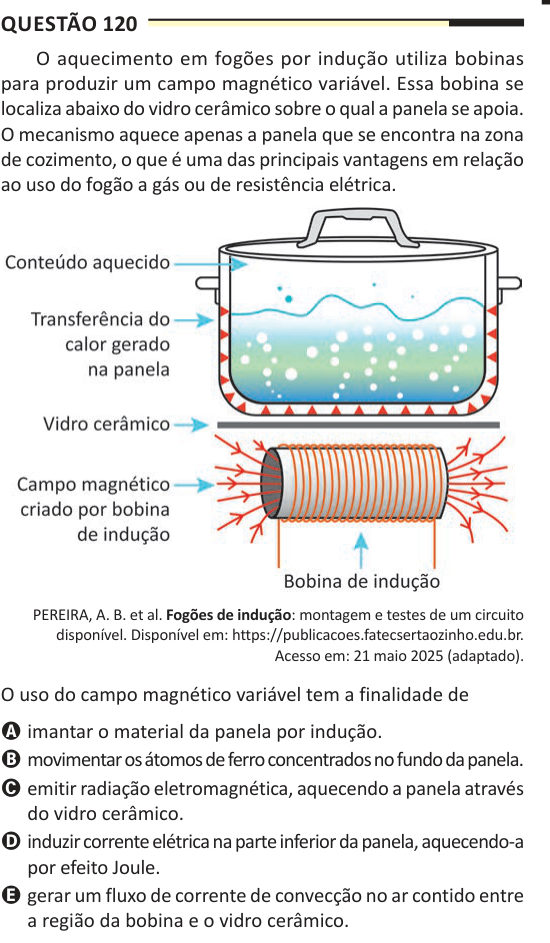 QUESTÃO 120
O aquecimento em fogões por indução utiliza bobinas
para produzir um campo magnético variável. Essa bobina se
localiza abaixo do vidro cerâmico sobre o qual a panela se apoia.
O mecanismo aquece apenas a panela que se encontra na zona
de cozimento, o que é uma das principais vantagens em relação
ao uso do fogão a gás ou de resistência elétrica.
Conteúdo aquecido
Transferência do
calor gerado
na panela
Vidro cerâmico
Campo magnético
criado por bobina
de indução
Bobina de indução
PEREIRA, A. B. et al. Fogões de indução: montagem e testes de um circuito
disponível. Disponível em: https://publicacoes.fatecsertaozinho.edu.br.
Acesso em: 21 maio 2025 (adaptado).
O uso do campo magnético variável tem a finalidade de
A imantar o material da panela por indução.
B movimentar os átomos de ferro concentrados no fundo da panela.
C emitir radiação eletromagnética, aquecendo a panela através
do vidro cerâmico.
D induzir corrente elétrica na parte inferior da panela, aquecendo-a
por efeito Joule.
E gerar um fluxo de corrente de convecção no ar contido entre
a região da bobina e o vidro cerâmico.